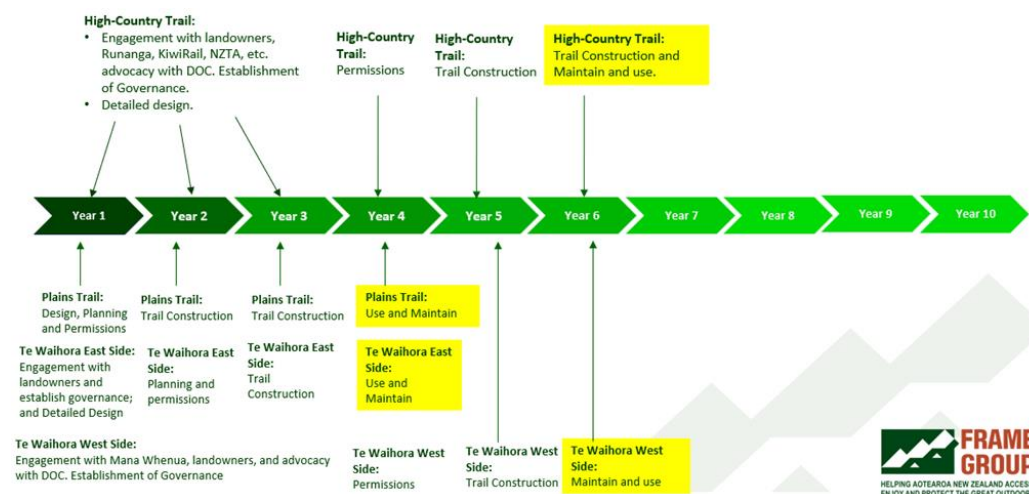 High-Country Trail:
• Engagement with landowners,
Runanga, KiwiRail, NZTA, etc.
advocacy with DOC. Establishment
of Governance.
• Detailed design.
High-Country
Trail:
Permissions
High-Country
Trail:
Trail Construction
High-Country Trail:
Trail Construction and
Maintain and use.
Year 1
Year 2
Year 3
Year 4
Year 5
Year 6
Year 7
Year 8
Year 9
Year 10
Plains Trail:
Design, Planning
and Permissions
Plains Trail:
Trail Construction
Plains Trail:
Trail Construction
Plains Trail:
Use and Maintain
Te Waihora East Side:
Engagement with
landowners and
establish governance;
and Detailed Design
Te Waihora East
Side:
Planning and
permissions
Te Waihora East
Side:
Trail
Construction
Te Waihora East
Side:
Use and
Maintain
Te Waihora West Side:
Engagement with Mana Whenua, landowners, and advocacy
with DOC. Establishment of Governance
Te Waihora West
Side:
Permissions
Te Waihora West
Side:
Trail Construction
Te Waihora West
Side:
Maintain and use
FRAME
GROUP
HELPING AOTEAROA NEW ZEALAND ACCESS
ENJOY AND PROTECT THE GREAT OUTDOOR